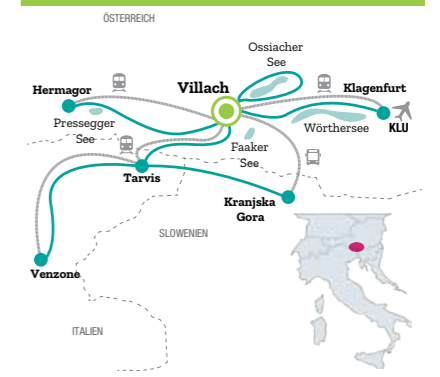 ÖSTERREICH
Ossiacher
See
Hermagor
Villach
Klagenfurt
KLU
Pressegger
See
Wörthersee
Faaker
See
Tarvis
Kranjska
Gora
SLOWENIEN
Venzone
ITALIEN